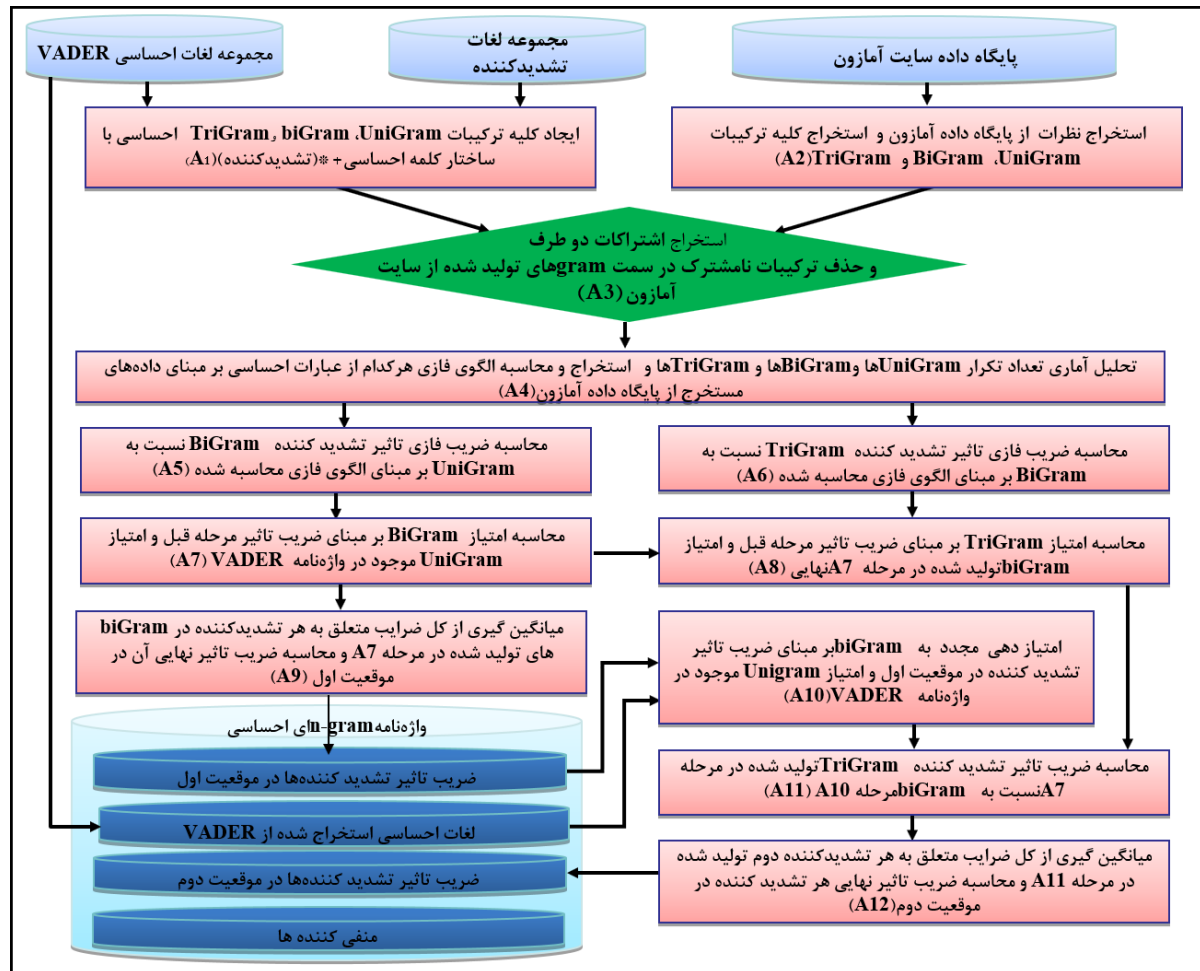 مجموعه لغات احساسی VADER
مجموعه لغات
تشدیدکننده
پایگاه داده سایت آمازون
ایجاد کلیه ترکیبات UniGram، biGram و TriGram احساسی با
ساختار کلمه احساسی+ *(تشدیدکننده)(A1)
استخراج نظرات از پایگاه داده آمازون و استخراج کلیه ترکیبات
UniGram، BiGram و TriGram(A2)
استخراج اشتراکات دو طرف
و حذف ترکیبات نامشترک در سمت gramهای تولید شده از سایت
آمازون (A3)
تحلیل آماری تعداد تکرار UniGramها وBiGramها و TriGramها و استخراج و محاسبه الگوی فازی هرکدام از عبارات احساسی بر مبنای داده‌های
مستخرج از پایگاه داده آمازون(A4)
محاسبه ضریب فازی تاثیر تشدید کننده BiGram نسبت به
UniGram بر مبنای الگوی فازی محاسبه شده (A5)
محاسبه ضریب فازی تاثیر تشدید کننده TriGram نسبت به
BiGram بر مبنای الگوی فازی محاسبه شده (A6)
محاسبه امتیاز BiGram بر مبنای ضریب تاثیر مرحله قبل و امتیاز
UniGram موجود در واژه‌نامه VADER (A7)
محاسبه امتیاز TriGram بر مبنای ضریب تاثیر مرحله قبل و امتیاز
biGramتولید شده در مرحله A7نهایی (A8)
میانگین گیری از کل ضرایب متعلق به هر تشدیدکننده در biGram
های تولید شده در مرحله A7 و محاسبه ضریب تاثیر نهایی آن در
موقعیت اول (A9)
امتیاز دهی مجدد به biGramبر مبنای ضریب تاثیر
تشدید کننده در موقعیت اول و امتیاز Unigram موجود در
واژه‌نامه VADER(A10)
واژه‌نامهn-gramای احساسی
ضریب تاثیر تشدید کننده‌ها در موقعیت اول
لغات احساسی استخراج شده از VADER
ضریب تاثیر تشدید کننده‌ها در موقعیت دوم
منفی کننده ها
محاسبه ضریب تاثیر تشدید کننده TriGramتولید شده در مرحله
A7نسبت به biGramمرحله A10 (A11)
میانگین گیری از کل ضرایب متعلق به هر تشدیدکننده دوم تولید شده
در مرحله A11 و محاسبه ضریب تاثیر نهایی هر تشدید کننده در
موقعیت دوم(A12)